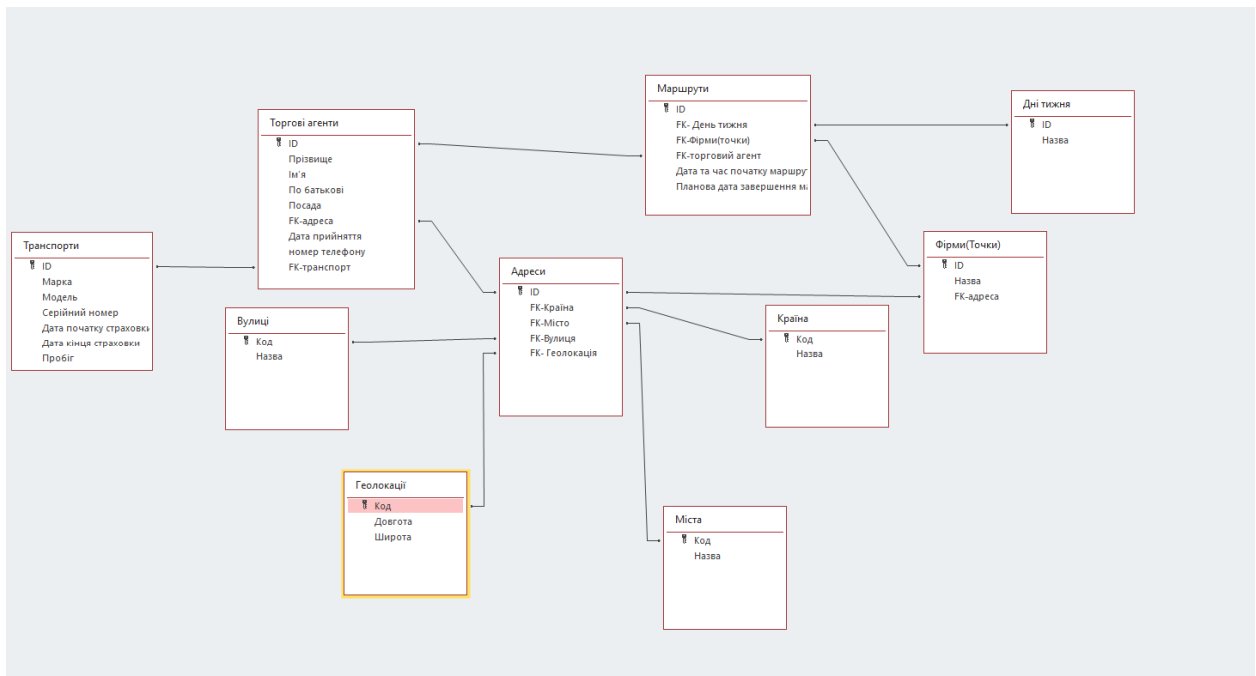 Маршрути
ID
FK- День тижня
FK-Фірми(точки)
FK-торговий агент
Дата та час початку маршрут
Планова дата завершення ма
Дні тижня
ID
Назва
Торгові агенти
ID
Прізвище
Ім'я
По батькові
Посада
FK-адреса
Дата прийняття
номер телефону
FK-транспорт
Транспорти
ID
Марка
Модель
Серійний номер
Дата початку страховки
Дата кінця страховки
Пробіг
Фірми(Точки)
ID
Назва
FK-адреса
Адреси
ID
FK-Країна
FK-Місто
FK-Вулиця
FK- Геолокація
Вулиці
Код
Назва
Країна
Код
Назва
Геолокації
Код
Довгота
Широта
Міста
Код
Назва